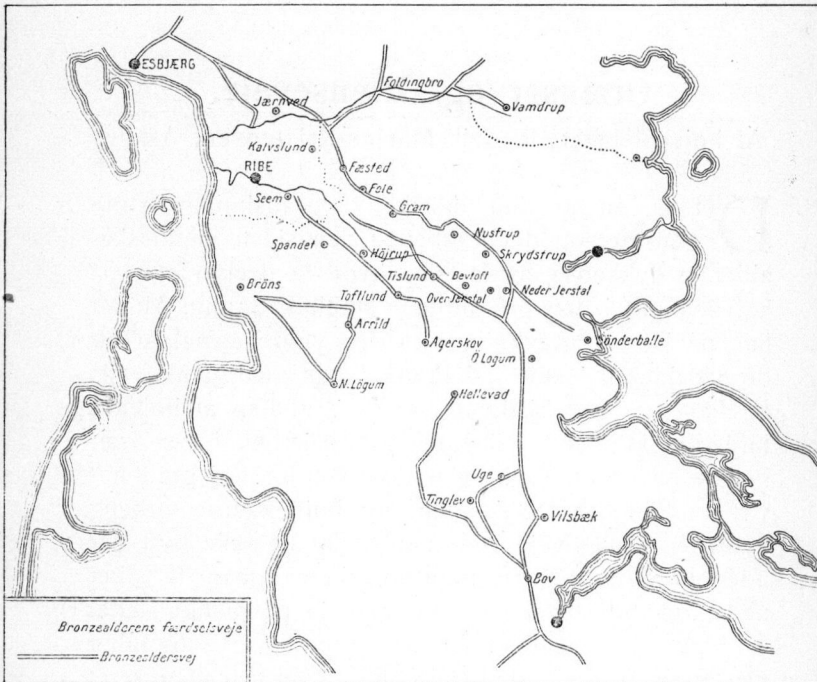 ESBJÆRG
Foldingbro
Jærnved
Vamdrup
Kalvslund
RIBE
Fæsted
Fole
Seem
Gram
Nustrup
Spandet
Höjrup
Skrydstrup
Tislund
Bevtoft
Bröns
Toftlund
Over Jerstal
Neder Jerstal
Arrild
Agerskov
Sönderballe
Ö Løgum
N. Lögum
Hellevad
Uge
Tinglev
Vilsbæk
Bov
Bronzealderens færdselsveje
Bronzealdersvej